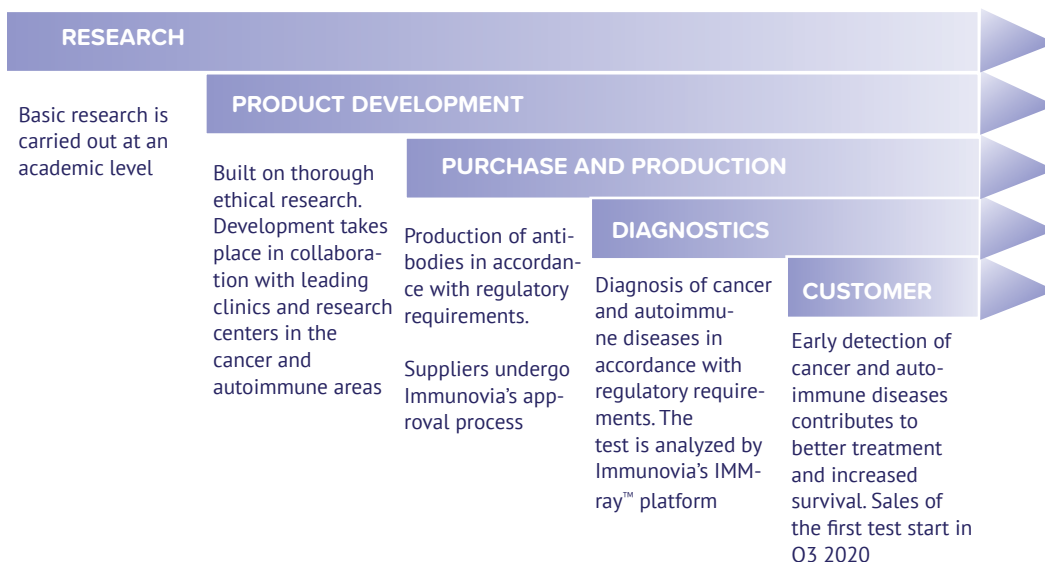 RESEARCH
Basic research is
carried out at an
academic level
PRODUCT DEVELOPMENT
Built on thorough
ethical research.
Development takes
place in collabora-
tion with leading
clinics and research
centers in the
cancer and
autoimmune areas
PURCHASE AND PRODUCTION
Production of anti-
bodies in accordan-
ce with regulatory
requirements.
Suppliers undergo
Immunovia’s app-
roval process
DIAGNOSTICS
Diagnosis of cancer
and autoimmu-
ne diseases in
accordance with
regulatory require-
ments. The
test is analyzed by
Immunovia’s IMM-
ray™ platform
CUSTOMER
Early detection of
cancer and auto-
immune diseases
contributes to
better treatment
and increased
survival. Sales of
the first test start in
Q3 2020